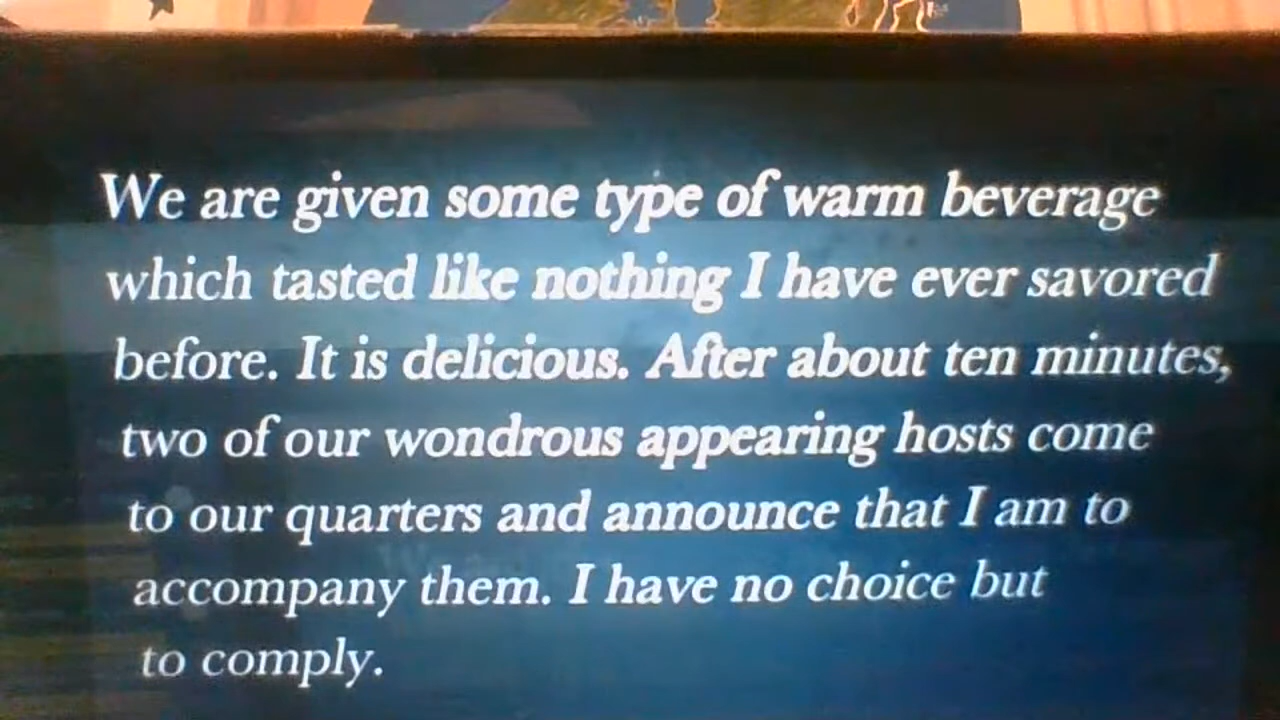 We are given some type of warm beverage
which tasted like nothing I have ever savored
before. It is delicious. After about ten minutes,
two of our wondrous appearing hosts come
to our quarters and announce that I am to
accompany them. I have no choice but
to comply.